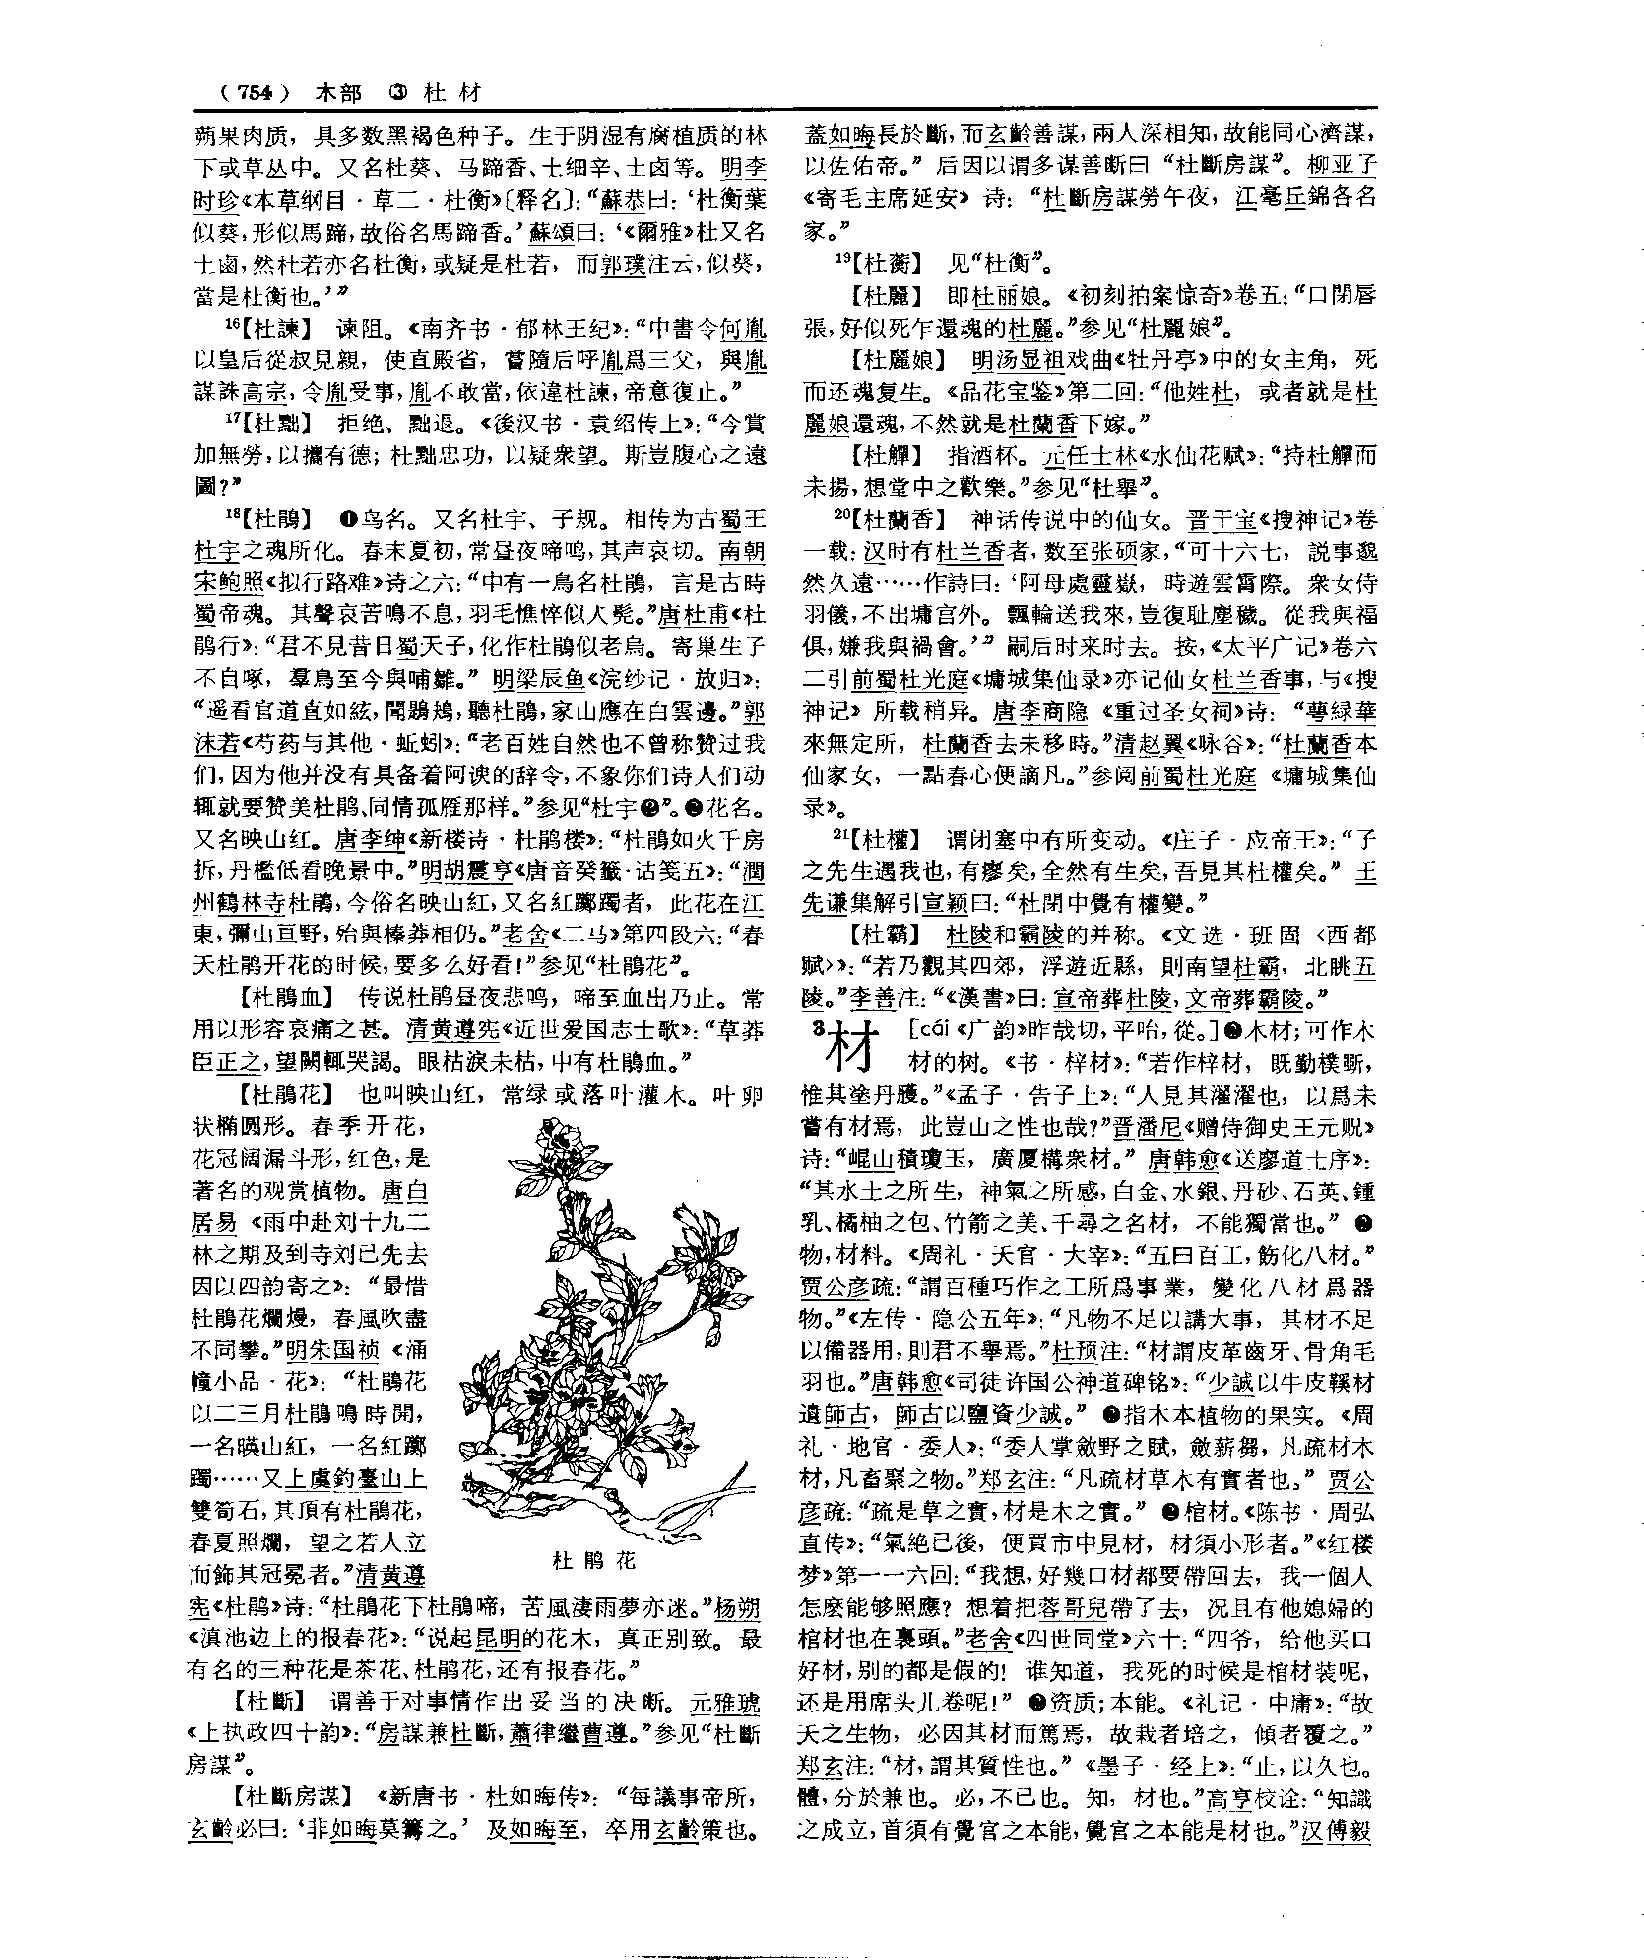 （754） 木部 ③ 杜 材
蒴果肉质，具多数黑褐色种子。生于阴湿有腐植质的林
下或草丛中。又名杜葵、马蹄香、土细辛、土卤等。明李
时珍《本草纲目·草二·杜衡》〔释名〕：“蘇恭曰：‘杜衡葉
似葵，形似馬蹄，故俗名馬蹄香。’蘇頌曰：‘《爾雅》杜又名
土鹵，然杜若亦名杜衡，或疑是杜若，而郭璞注云，似葵，
當是杜衡也。’”
16【杜諫】 谏阻。《南齐书·郁林王纪》：“中書令何胤
以皇后從叔見親，使直殿省，嘗隨后呼胤爲三父，與胤
謀誅高宗，令胤受事，胤不敢當，依違杜諫，帝意復止。”
17【杜黜】 拒绝、黜退。《後汉书·袁绍传上》：“今賞
加無勞，以攜有德；杜黜忠功，以疑衆望。斯豈腹心之遠
圖？”
18【杜鵑】 ❶鸟名。又名杜宇、子规。相传为古蜀王
杜宇之魂所化。春末夏初，常昼夜啼鸣，其声哀切。南朝
宋鲍照《拟行路难》诗之六：“中有一鳥名杜鵑，言是古時
蜀帝魂。其聲哀苦鳴不息，羽毛憔悴似人髡。”唐杜甫《杜
鹃行》：“君不見昔日蜀天子，化作杜鵑似老烏。寄巢生子
不自啄，羣鳥至今與哺雛。”明梁辰鱼《浣纱记·放归》：
“遥看官道直如絃，聞鷓鴣，聽杜鵑，家山應在白雲邊。”郭
沫若《芍药与其他·蚯蚓》：“老百姓自然也不曾称赞过我
们，因为他并没有具备着阿谀的辞令，不象你们诗人们动
辄就要赞美杜鹃、同情孤雁那样。”参见“杜宇❷”。❷花名。
又名映山红。唐李绅《新楼诗·杜鹃楼》：“杜鵑如火千房
拆，丹檻低看晚景中。”明胡震亨《唐音癸籤·诂笺五》：“潤
州鶴林寺杜鵑，今俗名映山紅，又名紅躑躅者，此花在江
東，彌山亘野，殆與榛莽相仍。”老舍《二马》第四段六：“春
天杜鹃开花的时候，要多么好看！”参见“杜鵑花”。
【杜鵑血】 传说杜鹃昼夜悲鸣，啼至血出乃止。常
用以形容哀痛之甚。清黄遵宪《近世爱国志士歌》：“草莽
臣正之，望闕輒哭謁。眼枯淚未枯，中有杜鵑血。”
【杜鵑花】 也叫映山红，常绿或落叶灌木。叶卵
状椭圆形。春季开花，
花冠阔漏斗形，红色，是
著名的观赏植物。唐白
居易《雨中赴刘十九二
林之期及到寺刘已先去
因以四韵寄之》：“最惜
杜鵑花爛熳，春風吹盡
不同攀。”明朱国祯《涌
幢小品·花》：“杜鵑花
以二三月杜鵑鳴時開，
一名暎山紅，一名紅躑
躅……又上虞釣臺山上
雙筍石，其頂有杜鵑花，
春夏照爛，望之若人立
而飾其冠冕者。”清黄遵
杜 鹃 花
宪《杜鹃》诗：“杜鵑花下杜鵑啼，苦風淒雨夢亦迷。”杨朔
《滇池边上的报春花》：“说起昆明的花木，真正别致。最
有名的三种花是茶花、杜鹃花，还有报春花。”
【杜斷】 谓善于对事情作出妥当的决断。元雅琥
《上执政四十韵》：“房謀兼杜斷，蕭律繼曹遵。”参见“杜斷
房謀”。
【杜斷房謀】 《新唐书·杜如晦传》：“每議事帝所，
玄齡必曰：‘非如晦莫籌之。’及如晦至，卒用玄齡策也。
蓋如晦長於斷，而玄齡善謀，兩人深相知，故能同心濟謀，
以佐佑帝。”后因以谓多谋善断曰“杜斷房謀”。柳亚子
《寄毛主席延安》诗：“杜斷房謀勞午夜，江毫丘錦各名
家。”
19【杜蘅】 见“杜衡”。
【杜麗】 即杜丽娘。《初刻拍案惊奇》卷五：“口閉唇
張，好似死乍還魂的杜麗。”参见“杜麗娘”。
【杜麗娘】 明汤显祖戏曲《牡丹亭》中的女主角，死
而还魂复生。《品花宝鉴》第二回：“他姓杜，或者就是杜
麗娘還魂，不然就是杜蘭香下嫁。”
【杜觶】 指酒杯。元任士林《水仙花赋》：“持杜觶而
未揚，想堂中之歡樂。”参见“杜舉”。
20【杜蘭香】 神话传说中的仙女。晋干宝《搜神记》卷
一载：汉时有杜兰香者，数至张硕家，“可十六七，説事邈
然久遠……作詩曰：‘阿母處靈嶽，時遊雲霄際。衆女侍
羽儀，不出墉宫外。飄輪送我來，豈復耻塵穢。從我與福
俱，嫌我與禍會。’”嗣后时来时去。按，《太平广记》卷六
二引前蜀杜光庭《墉城集仙录》亦记仙女杜兰香事，与《搜
神记》所载稍异。唐李商隐《重过圣女祠》诗：“萼緑華
來無定所，杜蘭香去未移時。”清赵翼《咏谷》：“杜蘭香本
仙家女，一點春心便謫凡。”参阅前蜀杜光庭《墉城集仙
录》。
21【杜權】 谓闭塞中有所变动。《庄子·应帝王》：“子
之先生遇我也，有瘳矣，全然有生矣，吾見其杜權矣。”王
先谦集解引宣颖曰：“杜閉中覺有權變。”
【杜霸】 杜陵和霸陵的并称。《文选·班固〈西都
赋〉》：“若乃觀其四郊，浮遊近縣，則南望杜霸，北眺五
陵。”李善注：“《漢書》曰：宣帝葬杜陵，文帝葬霸陵。”
3材 ［cái《广韵》昨哉切，平咍，從。］❶木材；可作木
材的树。《书·梓材》：“若作梓材，既勤樸斲，
惟其塗丹雘。”《孟子·告子上》：“人見其濯濯也，以爲未
嘗有材焉，此豈山之性也哉？”晋潘尼《赠侍御史王元贶》
诗：“崐山積瓊玉，廣厦構衆材。”唐韩愈《送廖道士序》：
“其水土之所生，神氣之所感，白金、水銀、丹砂、石英、鍾
乳、橘柚之包、竹箭之美、千尋之名材，不能獨當也。”❷
物，材料。《周礼·天官·大宰》：“五曰百工，飭化八材。”
贾公彦疏：“謂百種巧作之工所爲事業，變化八材爲器
物。”《左传·隐公五年》：“凡物不足以講大事，其材不足
以備器用，則君不舉焉。”杜预注：“材謂皮革齒牙、骨角毛
羽也。”唐韩愈《司徒许国公神道碑铭》：“少誠以牛皮鞵材
遺師古，師古以鹽資少誠。”❸指木本植物的果实。《周
礼·地官·委人》：“委人掌斂野之賦，斂薪芻，凡疏材木
材，凡畜聚之物。”郑玄注：“凡疏材草木有實者也。”贾公
彦疏：“疏是草之實，材是木之實。”❹棺材。《陈书·周弘
直传》：“氣絶已後，便買市中見材，材須小形者。”《红楼
梦》第一一六回：“我想，好幾口材都要帶回去，我一個人
怎麽能够照應？想着把蓉哥兒帶了去，况且有他媳婦的
棺材也在裏頭。”老舍《四世同堂》六十：“四爷，给他买口
好材，别的都是假的！谁知道，我死的时候是棺材装呢，
还是用席头儿卷呢！”❺资质；本能。《礼记·中庸》：“故
天之生物，必因其材而篤焉，故栽者培之，傾者覆之。”
郑玄注：“材，謂其質性也。”《墨子·经上》：“止，以久也。
體，分於兼也。必，不已也。知，材也。”高亨校诠：“知識
之成立，首須有覺官之本能，覺官之本能是材也。”汉傅毅